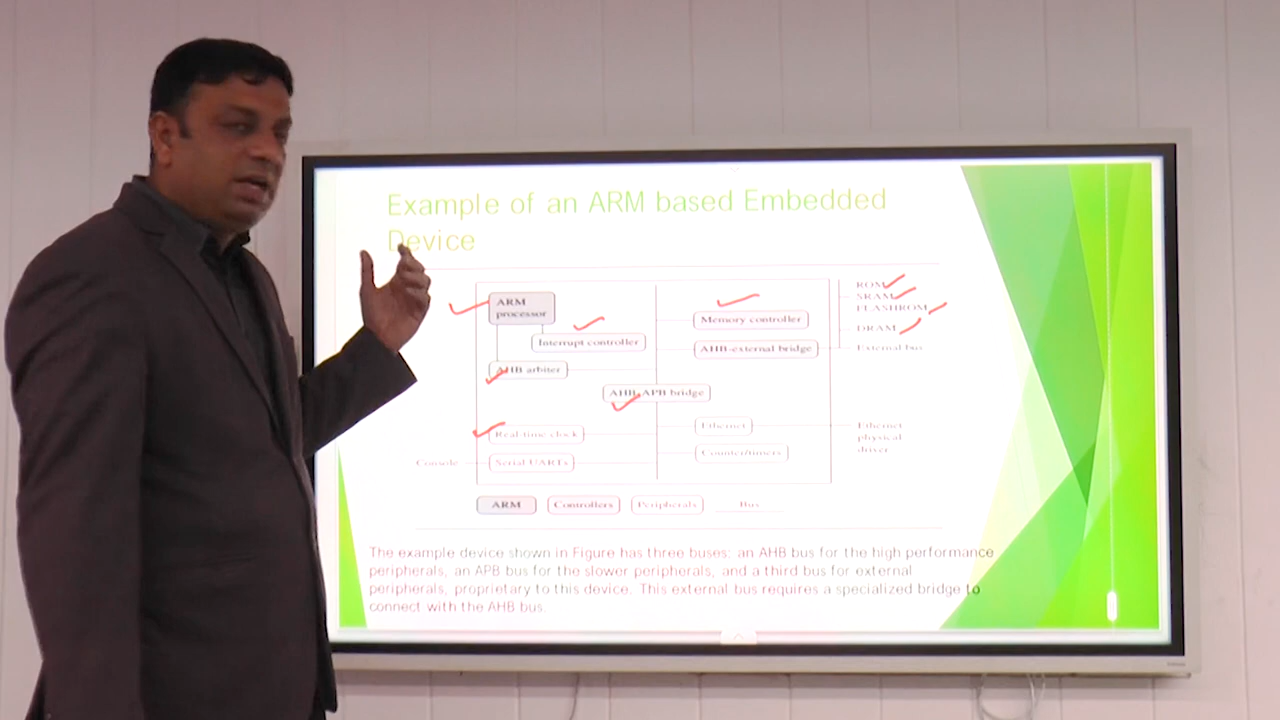 Example of an ARM based Embedded
Device
ARM
processor
Interrupt controller
AHB arbiter
Real-time clock
Console
Serial UARTs
Memory controller
AHB-external bridge
AHB-APB bridge
Ethernet
Counter/timers
ROM
SRAM
FLASHROM
DRAM
External bus
Ethernet
physical
driver
ARM Controllers Peripherals Bus
The example device shown in Figure has three buses: an AHB bus for the high performance
peripherals, an APB bus for the slower peripherals, and a third bus for external
peripherals, proprietary to this device. This external bus requires a specialized bridge to
connect with the AHB bus.